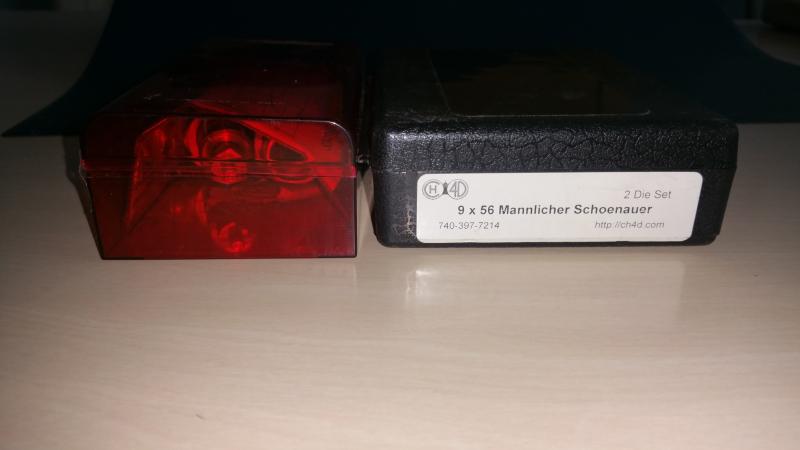 CH4D
2 Die Set
9 x 56 Mannlicher Schoenauer
740-397-7214 http://ch4d.com